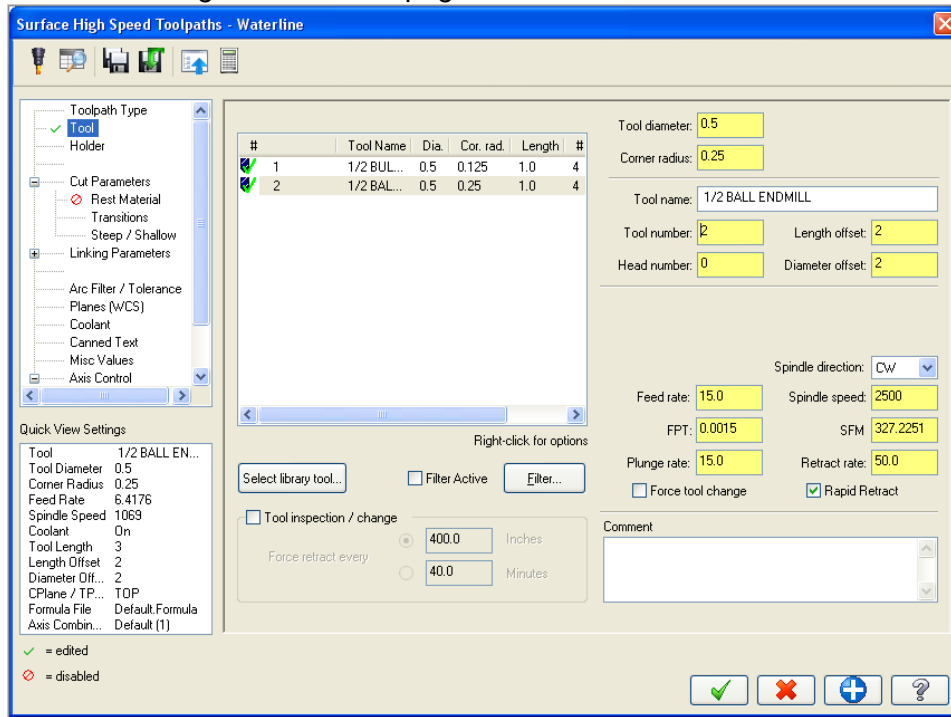 Surface High Speed Toolpaths - Waterline
Toolpath Type
Tool
Holder
Cut Parameters
Rest Material
Transitions
Steep / Shallow
Linking Parameters
Arc Filter / Tolerance
Planes (WCS)
Coolant
Canned Text
Misc Values
Axis Control
Quick View Settings
Tool 1/2 BALL EN...
Tool Diameter 0.5
Corner Radius 0.25
Feed Rate 6.4176
Spindle Speed 1069
Coolant On
Tool Length 3
Length Offset 2
Diameter Off... 2
CPlane / TP... TOP
Formula File Default.Formula
Axis Combin... Default (1)
= edited
= disabled
# Tool Name Dia. Cor. rad. Length #
1 1/2 BUL... 0.5 0.125 1.0 4
2 1/2 BAL... 0.5 0.25 1.0 4
Right-click for options
Select library tool... Filter Active Filter...
Tool inspection / change
Force retract every
400.0 Inches
40.0 Minutes
Tool diameter: 0.5
Corner radius: 0.25
Tool name: 1/2 BALL ENDMILL
Tool number: 2 Length offset: 2
Head number: 0 Diameter offset: 2
Spindle direction: CW
Feed rate: 15.0 Spindle speed: 2500
FPT: 0.0015 SFM 327.2251
Plunge rate: 15.0 Retract rate: 50.0
Force tool change Rapid Retract
Comment